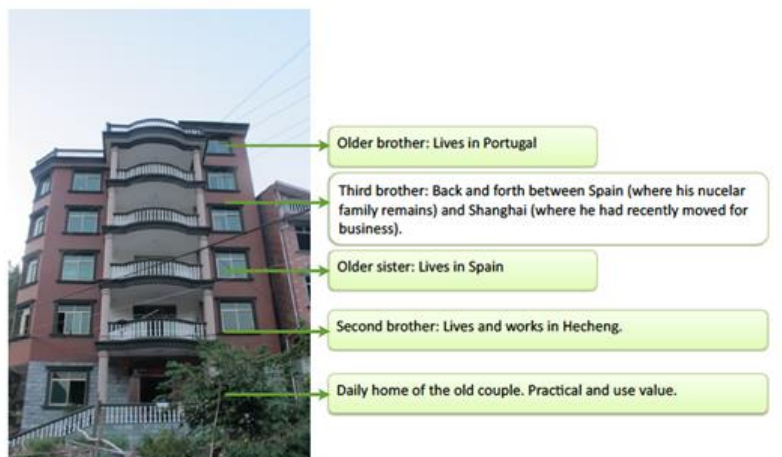 Older brother: Lives in Portugal
Third brother: Back and forth between Spain (where his nucelar
family remains) and Shanghai (where he had recently moved for
business).
Older sister: Lives in Spain
Second brother: Lives and works in Hecheng.
Daily home of the old couple. Practical and use value.